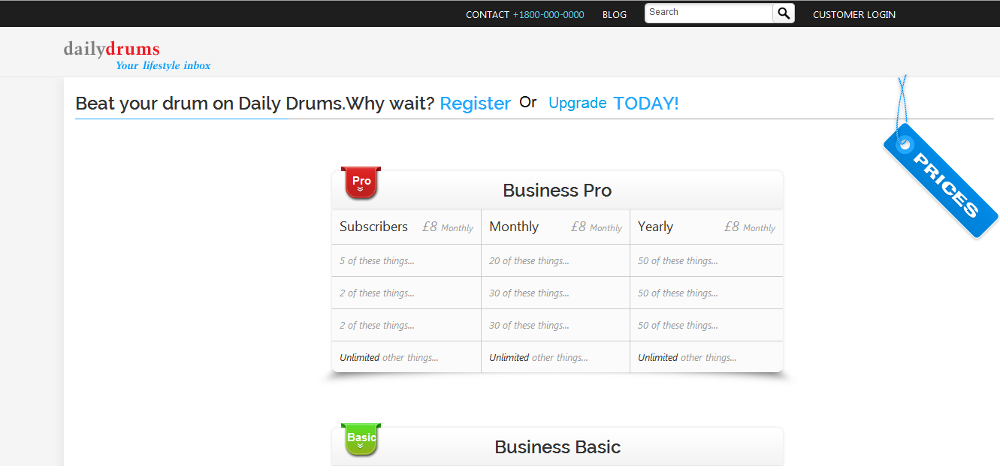 CONTACT +1800-000-0000 BLOG Search CUSTOMER LOGIN
dailydrums
Your lifestyle inbox
Beat your drum on Daily Drums.Why wait? Register Or Upgrade TODAY!
PRICES
Pro
Business Pro
Subscribers £8 Monthly Monthly £8 Monthly Yearly £8 Monthly
5 of these things... 20 of these things... 50 of these things...
2 of these things... 30 of these things... 50 of these things...
2 of these things... 30 of these things... 50 of these things...
Unlimited other things... Unlimited other things... Unlimited other things...
Basic
Business Basic